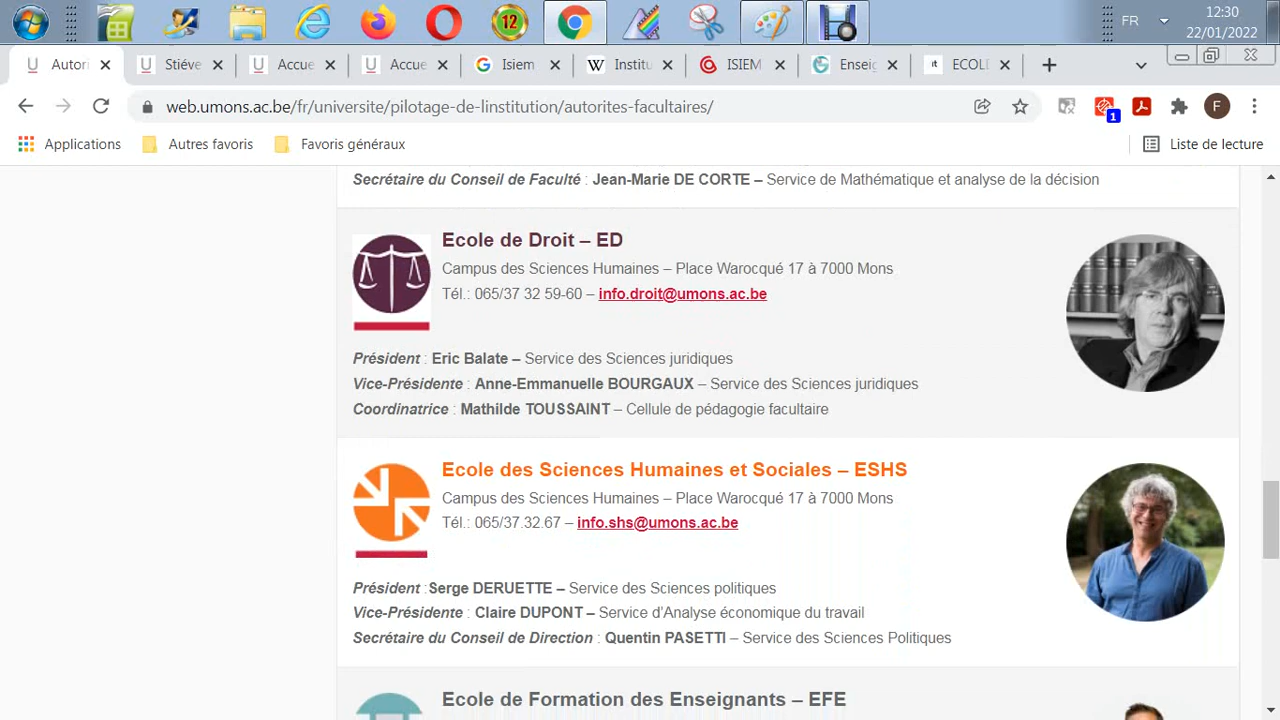 12
FR
12:30
22/01/2022
Autori
Stiéve
Accue
Accue
Isiem
Institu
ISIEM
Enseig
ECOLE
web.umons.ac.be/fr/universite/pilotage-de-linstitution/autorites-facultaires/
1
F
Applications
Autres favoris
Favoris généraux
Liste de lecture
Secrétaire du Conseil de Faculté : Jean-Marie DE CORTE – Service de Mathématique et analyse de la décision
Ecole de Droit – ED
Campus des Sciences Humaines – Place Warocqué 17 à 7000 Mons
Tél.: 065/37 32 59-60 – info.droit@umons.ac.be
Président : Eric Balate – Service des Sciences juridiques
Vice-Présidente : Anne-Emmanuelle BOURGAUX – Service des Sciences juridiques
Coordinatrice : Mathilde TOUSSAINT – Cellule de pédagogie facultaire
Ecole des Sciences Humaines et Sociales – ESHS
Campus des Sciences Humaines – Place Warocqué 17 à 7000 Mons
Tél.: 065/37.32.67 – info.shs@umons.ac.be
Président :Serge DERUETTE – Service des Sciences politiques
Vice-Présidente : Claire DUPONT – Service d'Analyse économique du travail
Secrétaire du Conseil de Direction : Quentin PASETTI – Service des Sciences Politiques
Ecole de Formation des Enseignants – EFE